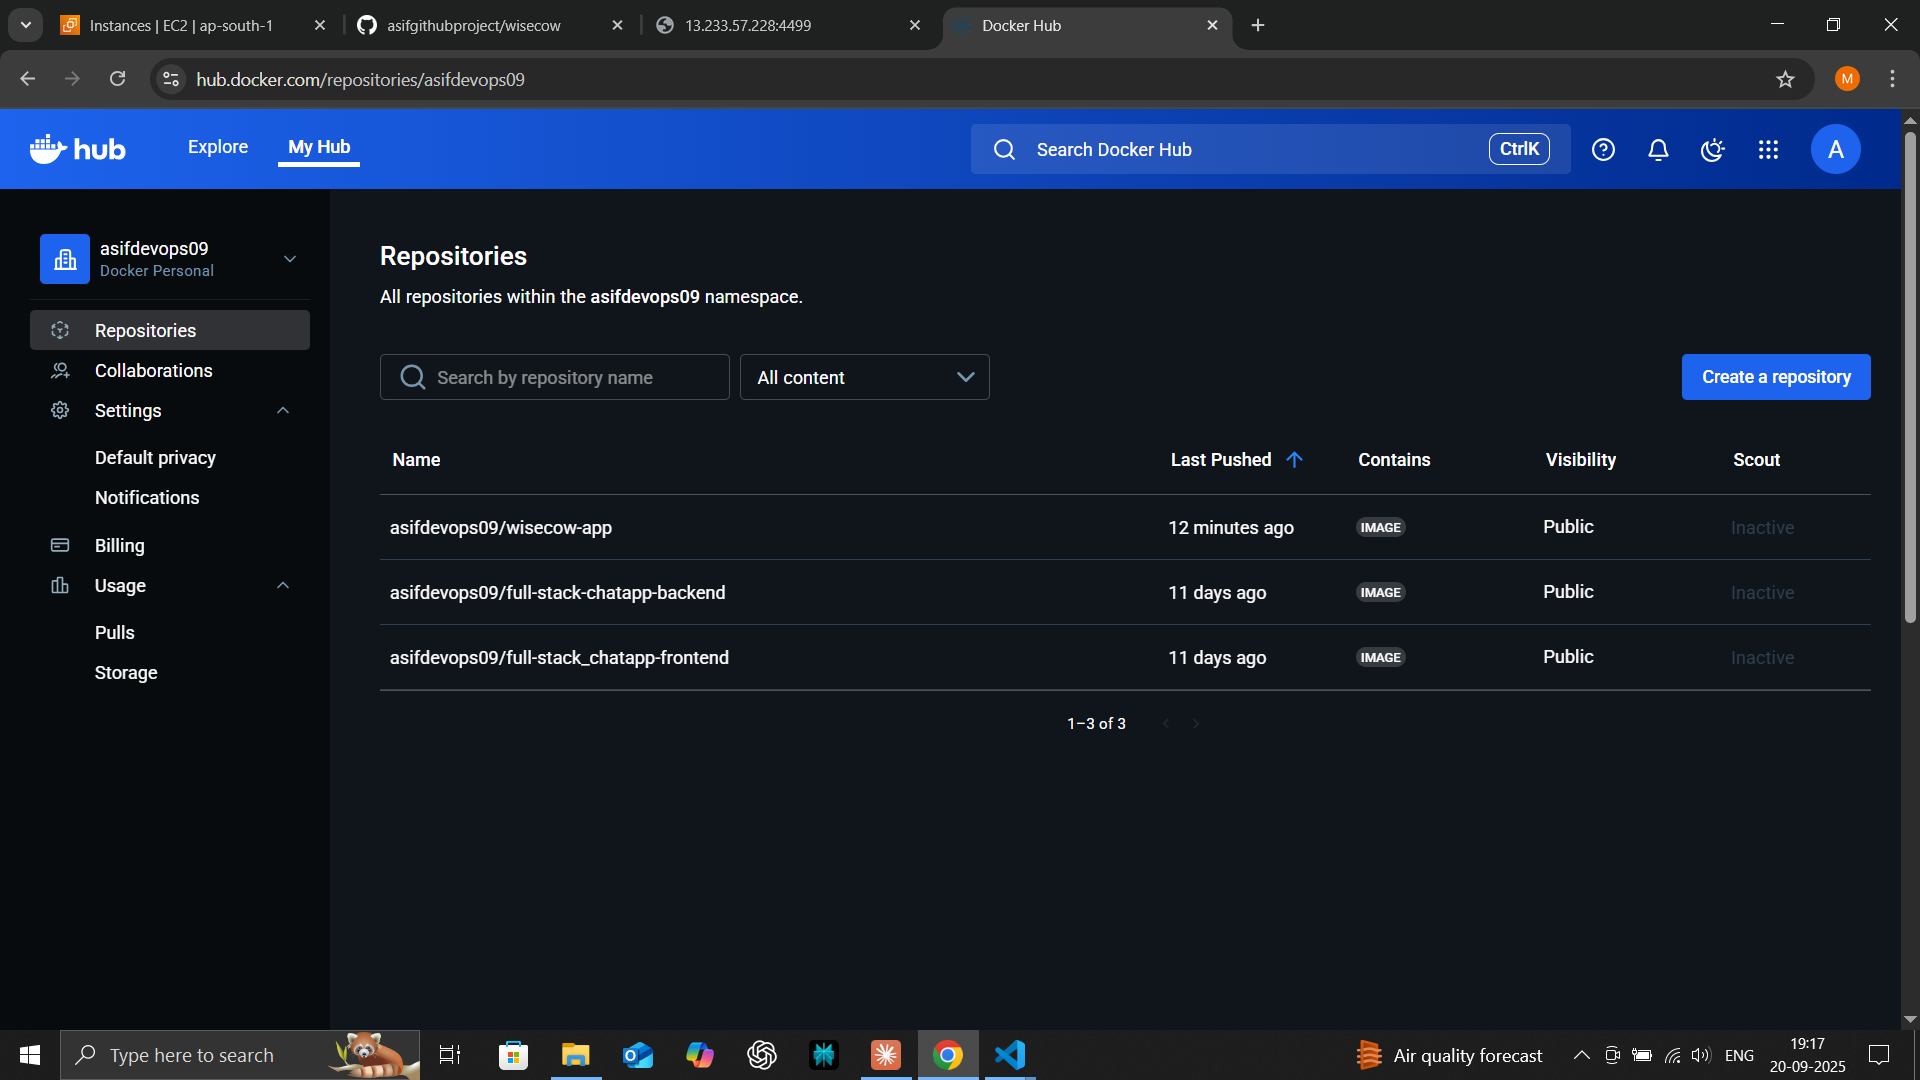 Instances | EC2 | ap-south-1
asifgithubproject/wisecow
13.233.57.228:4499
Docker Hub
hub.docker.com/repositories/asifdevops09
M
hub
Explore
My Hub
Search Docker Hub
CtrlK
A
asifdevops09
Docker Personal
Repositories
Collaborations
Settings
Default privacy
Notifications
Billing
Usage
Pulls
Storage
Repositories
All repositories within the asifdevops09 namespace.
Search by repository name
All content
Create a repository
Name Last Pushed Contains Visibility Scout
asifdevops09/wisecow-app 12 minutes ago IMAGE Public Inactive
asifdevops09/full-stack-chatapp-backend 11 days ago IMAGE Public Inactive
asifdevops09/full-stack_chatapp-frontend 11 days ago IMAGE Public Inactive
1–3 of 3
Type here to search
Air quality forecast
ENG
19:17
20-09-2025